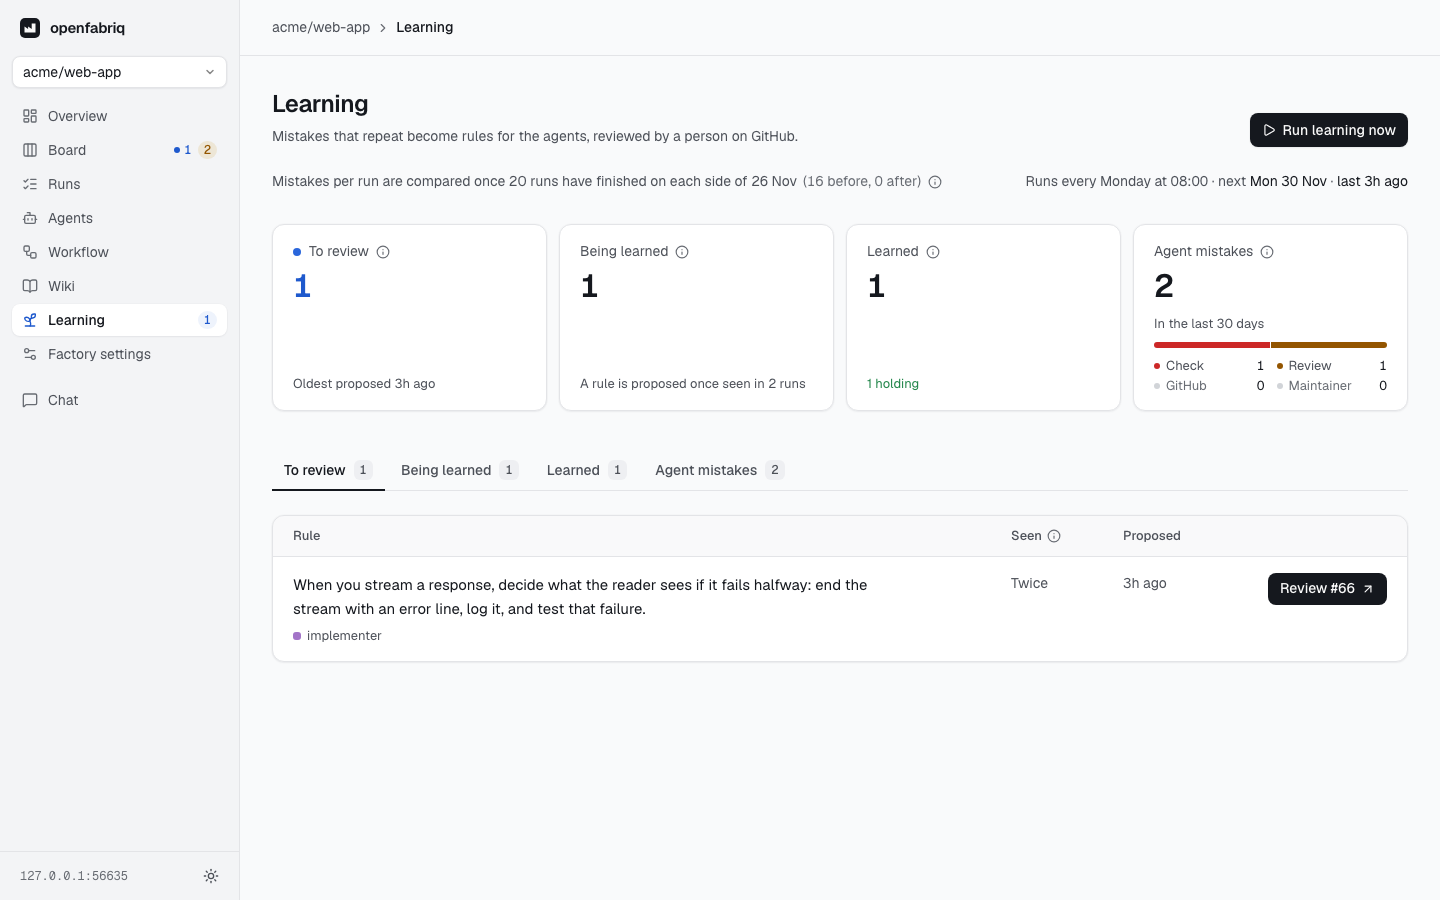 openfabriq
acme/web-app
Overview
Board 1 2
Runs
Agents
Workflow
Wiki
Learning 1
Factory settings
Chat
127.0.0.1:56635
acme/web-app > Learning
Learning
Mistakes that repeat become rules for the agents, reviewed by a person on GitHub.
Run learning now
Mistakes per run are compared once 20 runs have finished on each side of 26 Nov (16 before, 0 after)
Runs every Monday at 08:00 · next Mon 30 Nov · last 3h ago
To review
1
Oldest proposed 3h ago
Being learned
1
A rule is proposed once seen in 2 runs
Learned
1
1 holding
Agent mistakes
2
In the last 30 days
Check 1 Review 1
GitHub 0 Maintainer 0
To review 1 Being learned 1 Learned 1 Agent mistakes 2
Rule Seen Proposed
When you stream a response, decide what the reader sees if it fails halfway: end the
stream with an error line, log it, and test that failure.
implementer
Twice
3h ago
Review #66